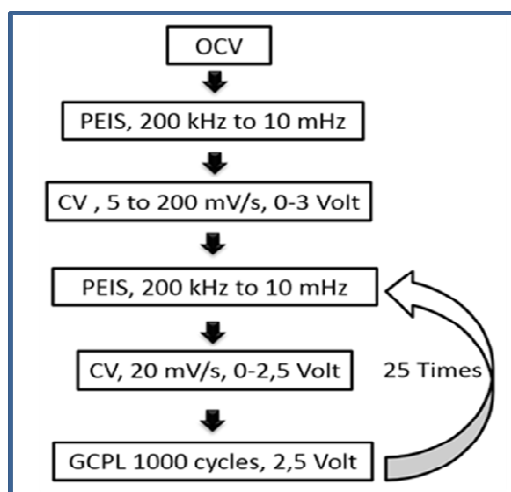 OCV
PEIS, 200 kHz to 10 mHz
CV , 5 to 200 mV/s, 0-3 Volt
PEIS, 200 kHz to 10 mHz
CV, 20 mV/s, 0-2,5 Volt
25 Times
GCPL 1000 cycles, 2,5 Volt